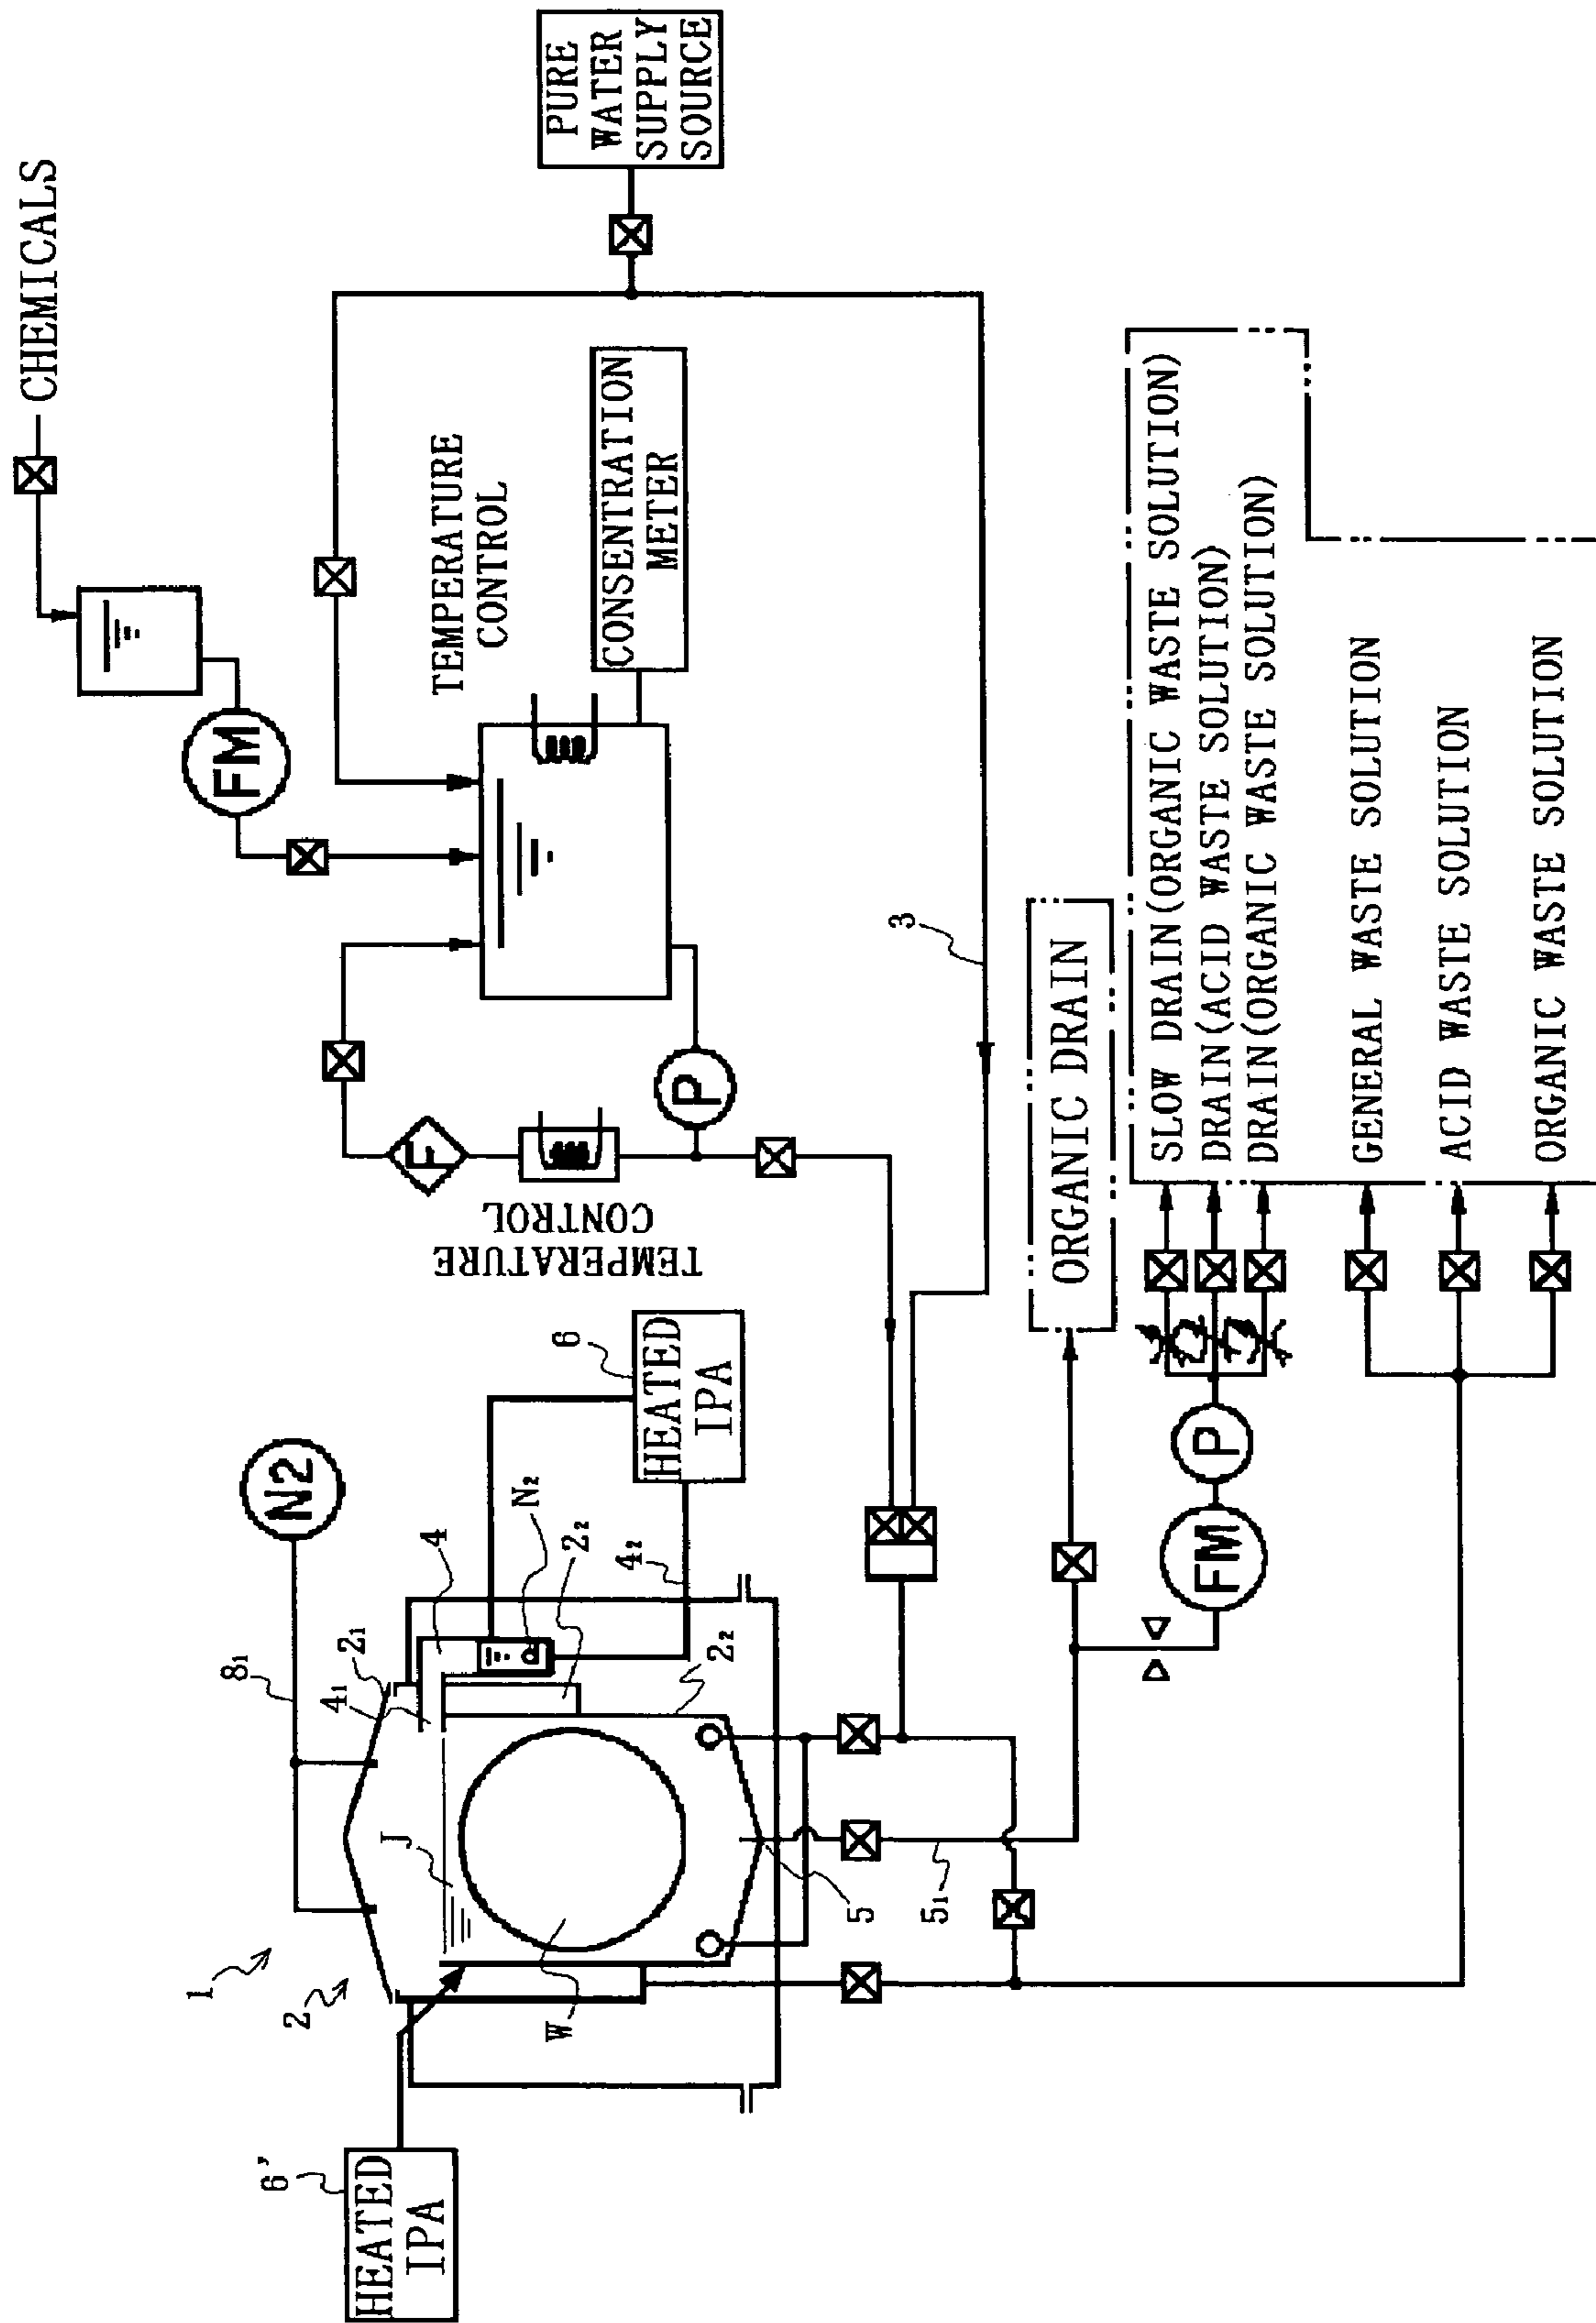 CHEMICALS
PURE
WATER
SUPPLY
SOURCE
FM
TEMPERATURE
CONTROL
CONSENTRATION
METER
F
TEMPERATURE
CONTROL
P
3
N2
8₁
2₁
4₁
4
N₂
2₂
4₂
2₂
6
HEATED
IPA
1
2
J
W
5
5₁
6'
HEATED
IPA
ORGANIC DRAIN
FM
P
SLOW DRAIN(ORGANIC WASTE SOLUTION)
DRAIN(ACID WASTE SOLUTION)
DRAIN(ORGANIC WASTE SOLUTION)
GENERAL WASTE SOLUTION
ACID WASTE SOLUTION
ORGANIC WASTE SOLUTION